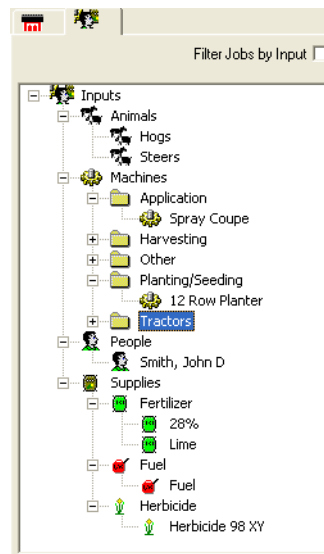 Filter Jobs by Input
Inputs
Animals
Hogs
Steers
Machines
Application
Spray Coupe
Harvesting
Other
Planting/Seeding
12 Row Planter
Tractors
People
Smith, John D
Supplies
Fertilizer
28%
Lime
Fuel
Fuel
Herbicide
Herbicide 98 XY